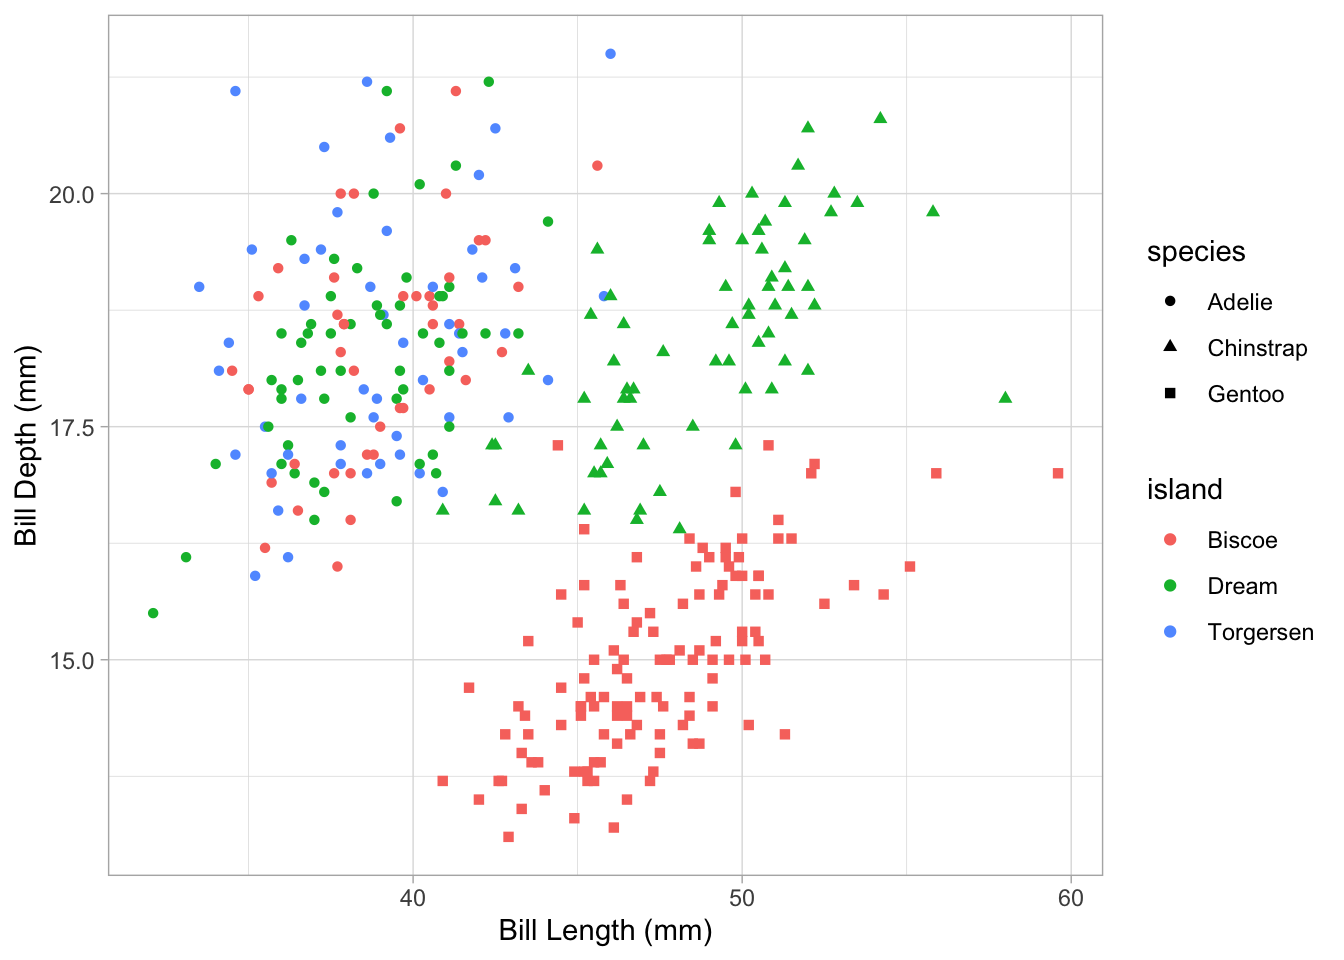 20.0
17.5
15.0
Bill Depth (mm)
40
50
60
Bill Length (mm)
species
Adelie
Chinstrap
Gentoo
island
Biscoe
Dream
Torgersen